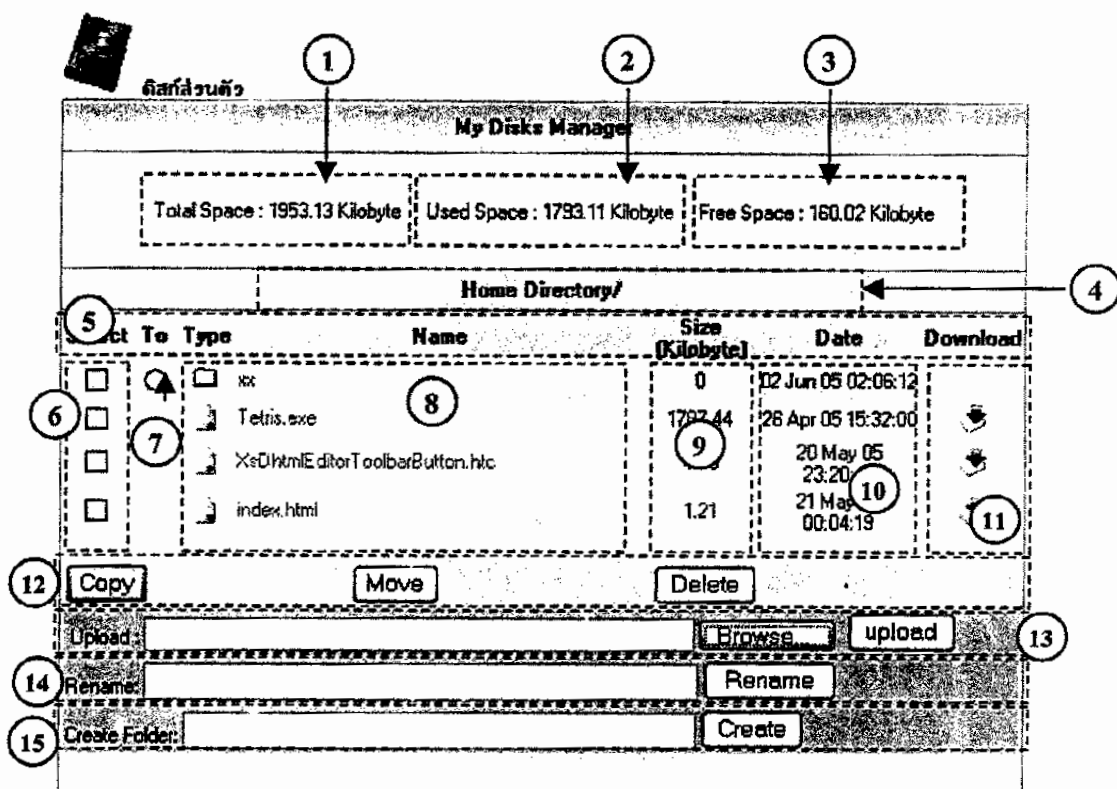 1 2 3
ดิสก์ส่วนตัว
My Disks Manager
Total Space : 1953.13 Kilobyte Used Space : 1793.11 Kilobyte Free Space : 160.02 Kilobyte
Home Directory/ 4
5
To Type Name Size (Kilobyte) Date Download
6 xx 8 0 02 Jun 05 02:06:12
7 Tetris.exe 9 26 Apr 05 15:32:00
XsDhtmlEditorToolbarButton.htc 20 May 05
23:20 10
index.html 1.21 21 May
00:04:19 11
12 Copy Move Delete
Upload: Browse... upload 13
14 Rename: Rename
15 Create Folder: Create